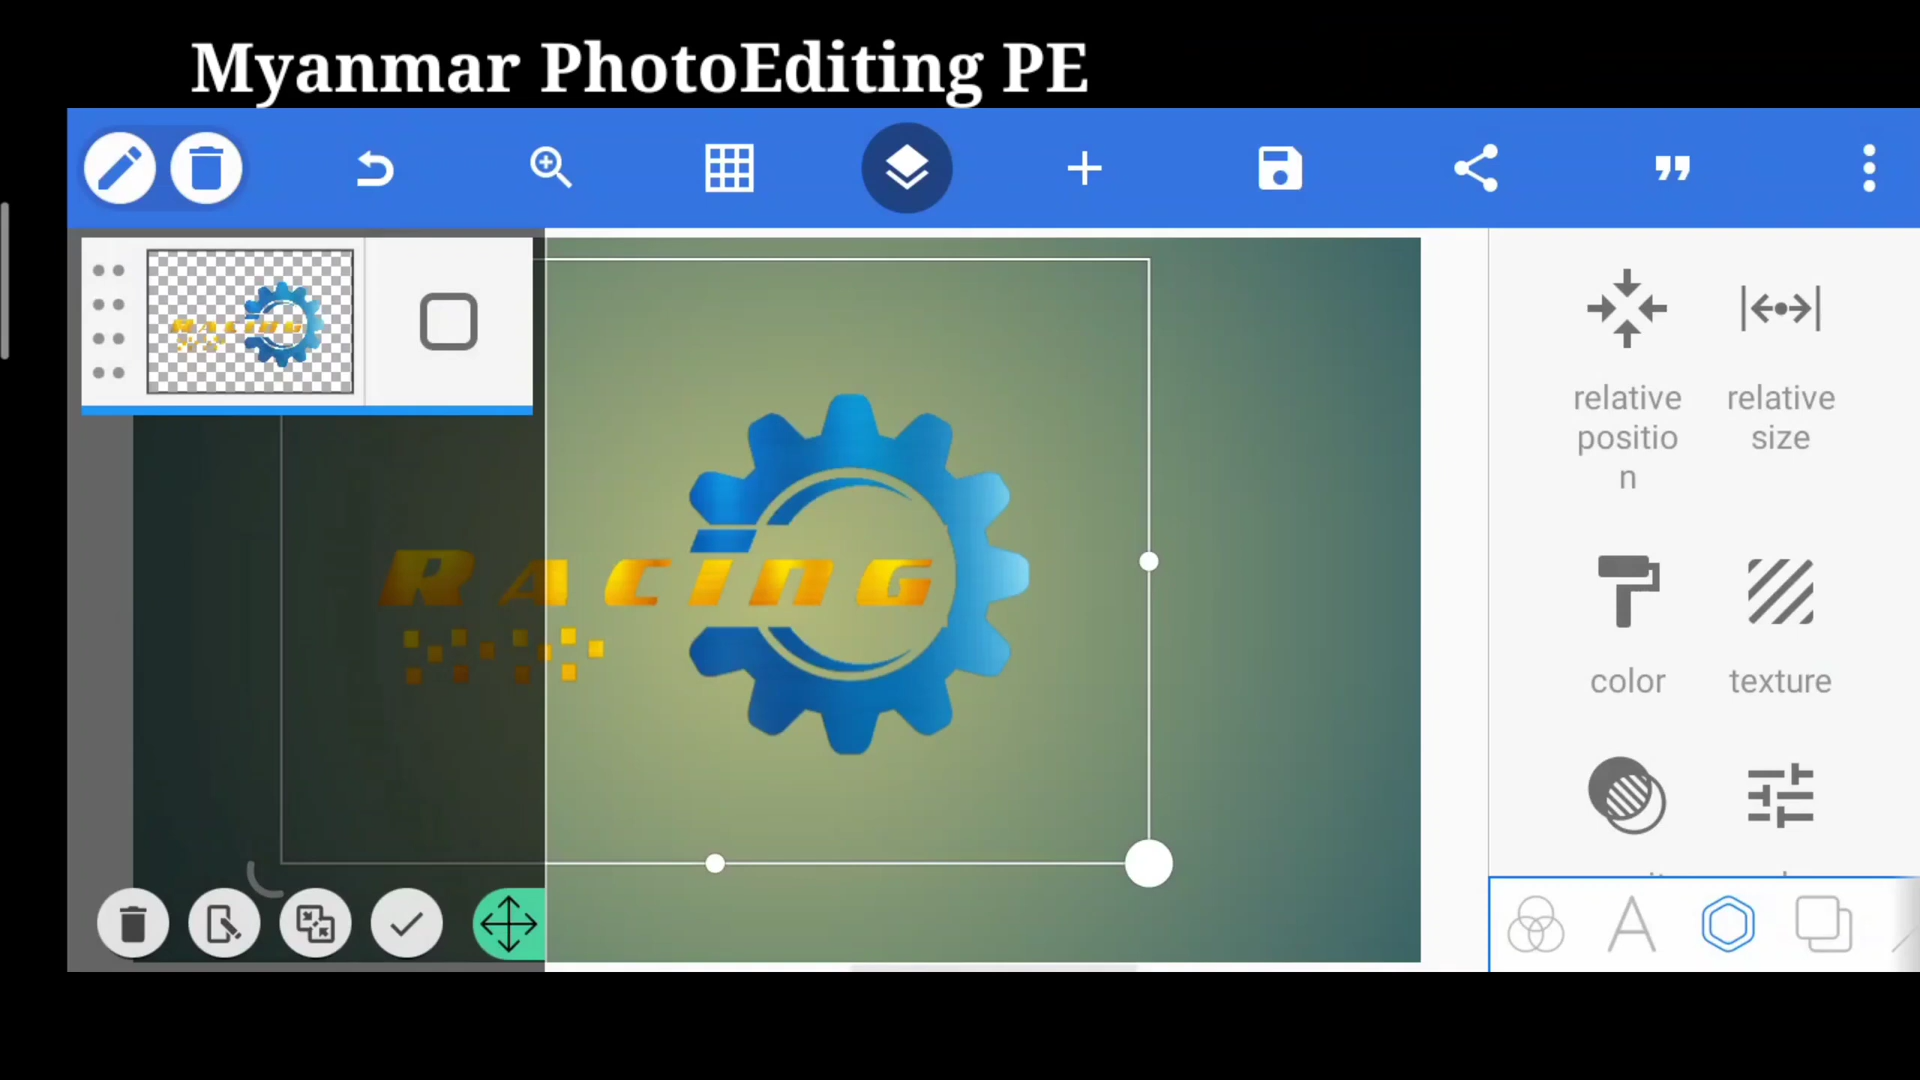 Myanmar PhotoEditing PE
relative
positio
n
relative
size
RACING
color
texture